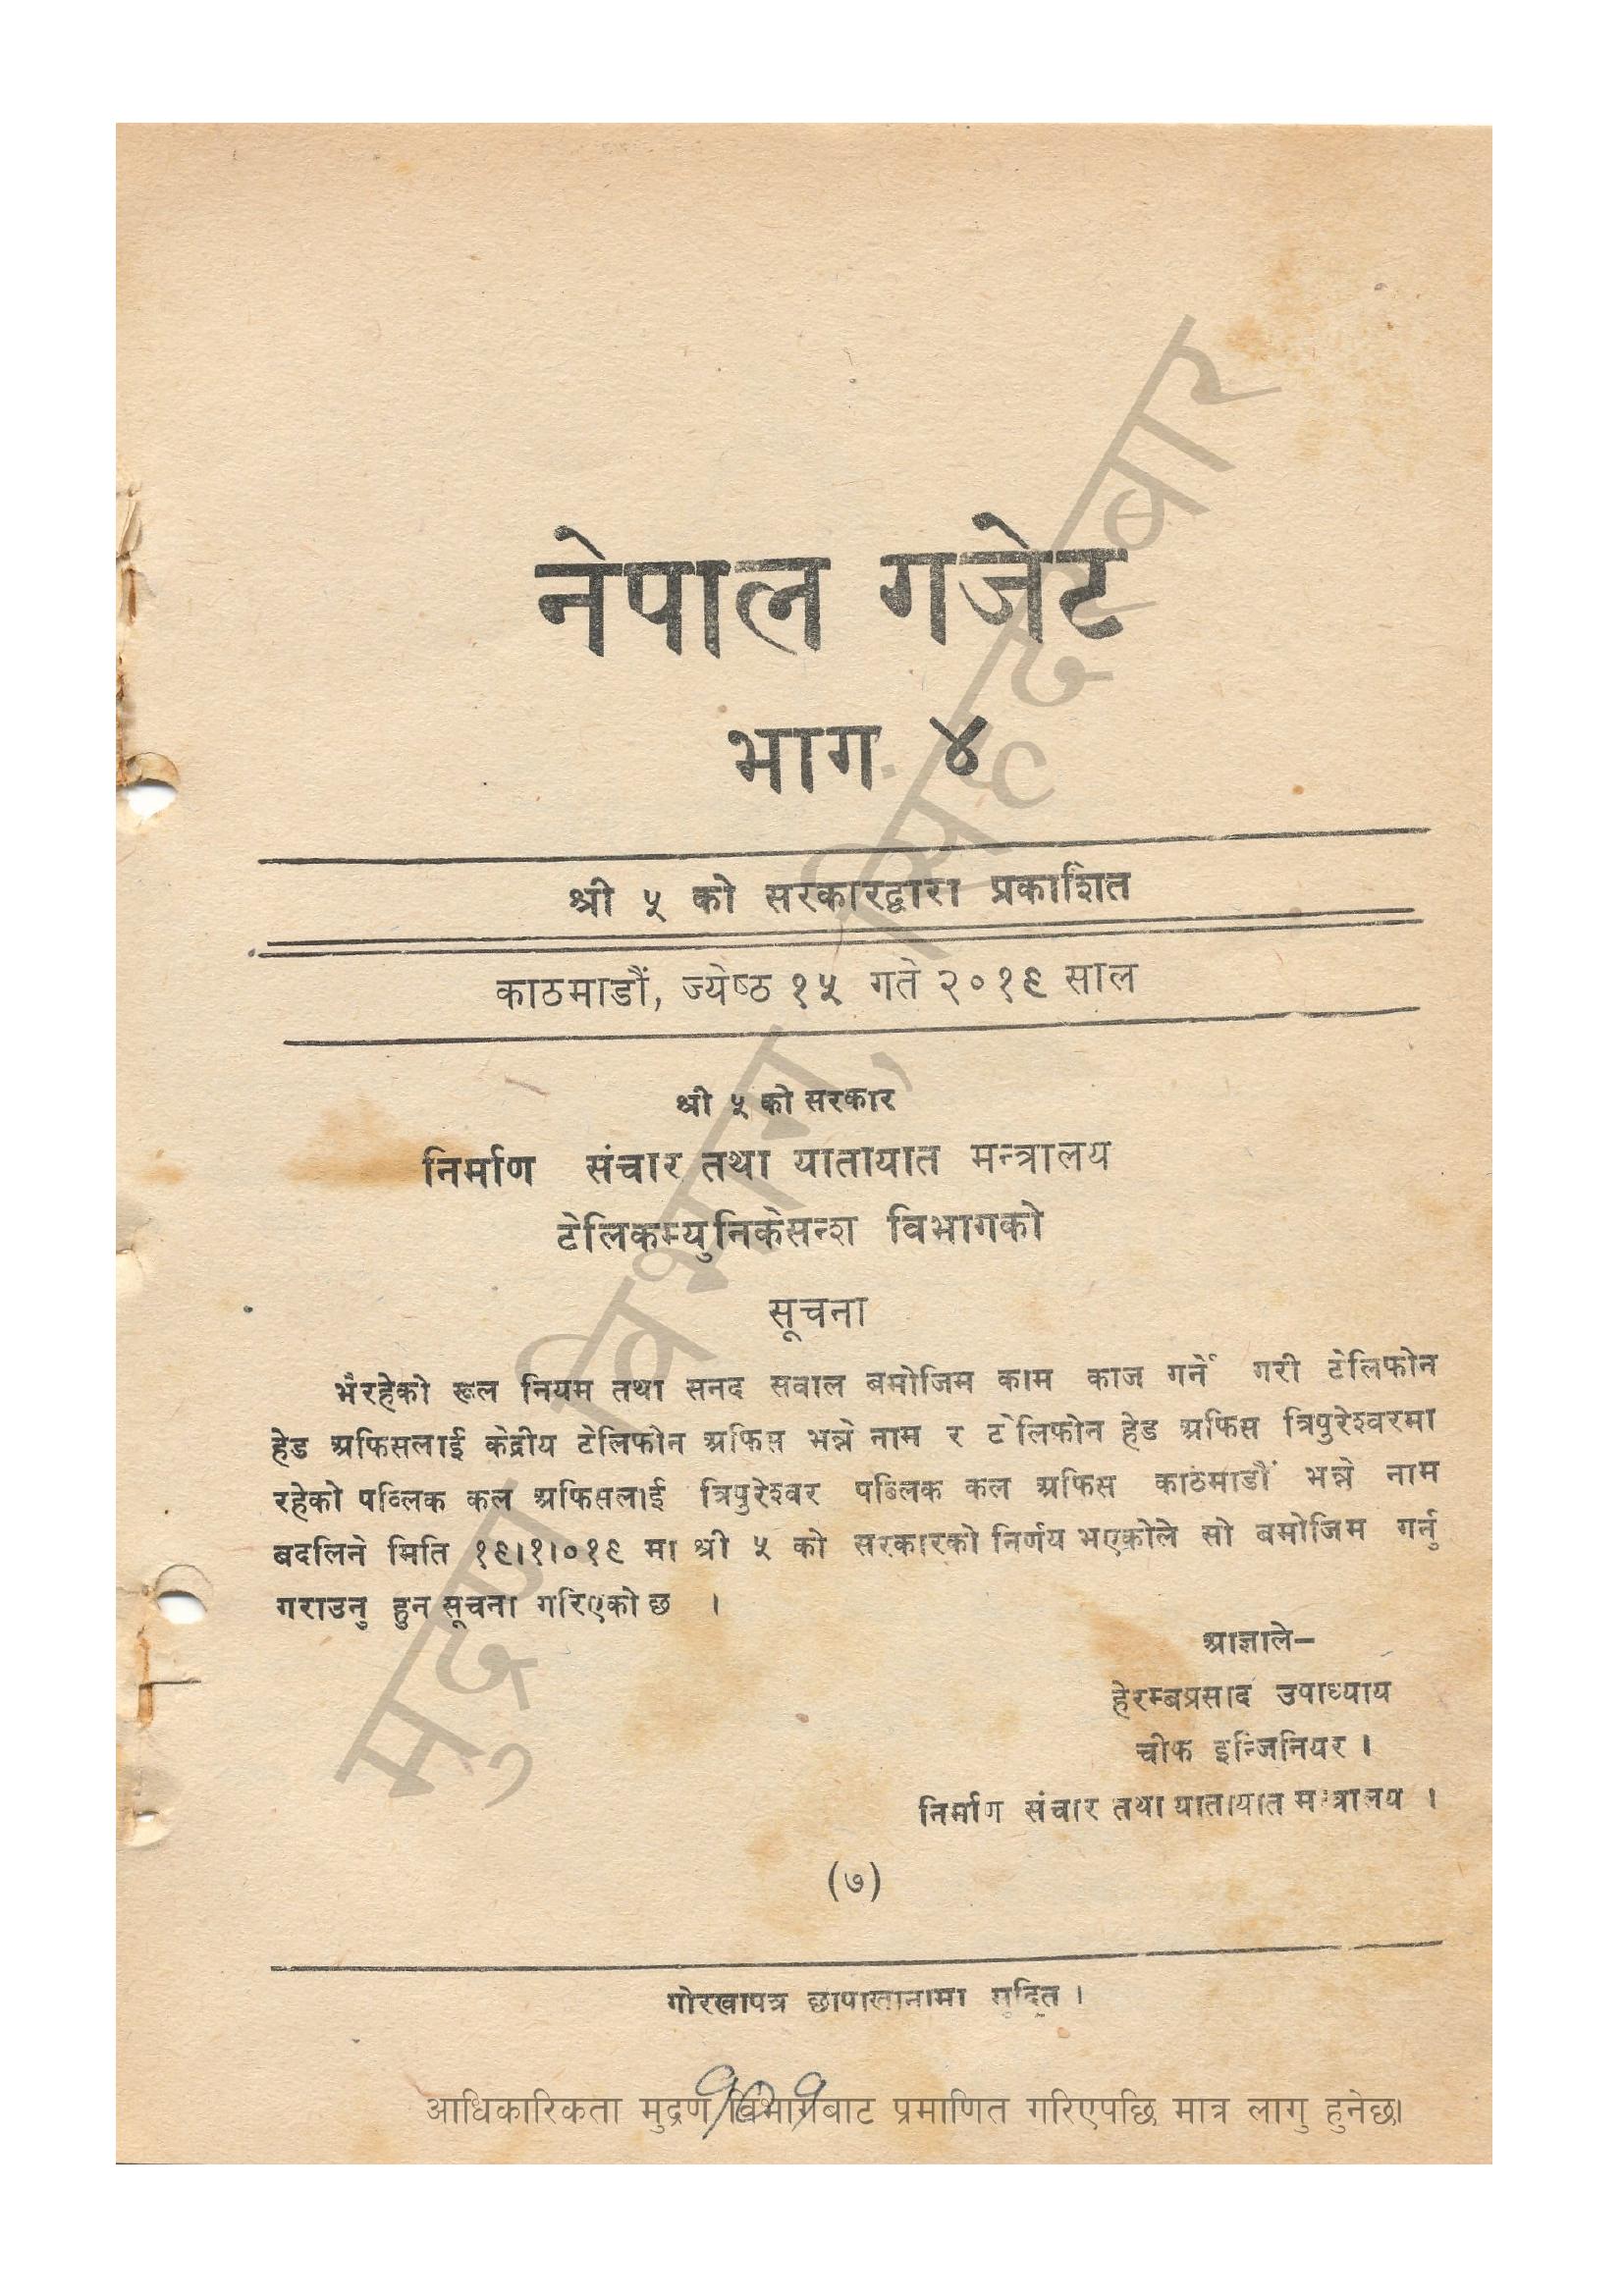 नेपाल गजेट
भाग ४
श्री ५ को सरकारद्वारा प्रकाशित
काठमाडौं, ज्येष्ठ १५ गते २०१९ साल
श्री ५ को सरकार
निर्माण संचार तथा यातायात मन्त्रालय
टेलिकम्युनिकेसन्श विभागको
सूचना
भैरहेको रूल नियम तथा सनद सवाल बमोजिम काम काज गर्ने गरी टेलिफोन
हेड अफिसलाई केद्रीय टेलिफोन अफिस भन्ने नाम र टेलिफोन हेड अफिस त्रिपुरेश्वरमा
रहेको पब्लिक कल अफिसलाई त्रिपुरेश्वर पब्लिक कल अफिस काठमाडौं भन्ने नाम
बदलिने मिति १९।१।०१९ मा श्री ५ को सरकारको निर्णय भएकोले सो बमोजिम गर्नु
गराउनु हुन सूचना गरिएको छ ।
आज्ञाले—
हेरम्बप्रसाद उपाध्याय
चीफ इन्जिनियर ।
निर्माण संचार तथा यातायात मन्त्रालय ।
(७)
गोरखापत्र छापाखानामा मुद्रित ।
आधिकारिकता मुद्रण विभागबाट प्रमाणित गरिएपछि मात्र लागु हुनेछ।
मुद्रण विभाग, सिंहदरबार